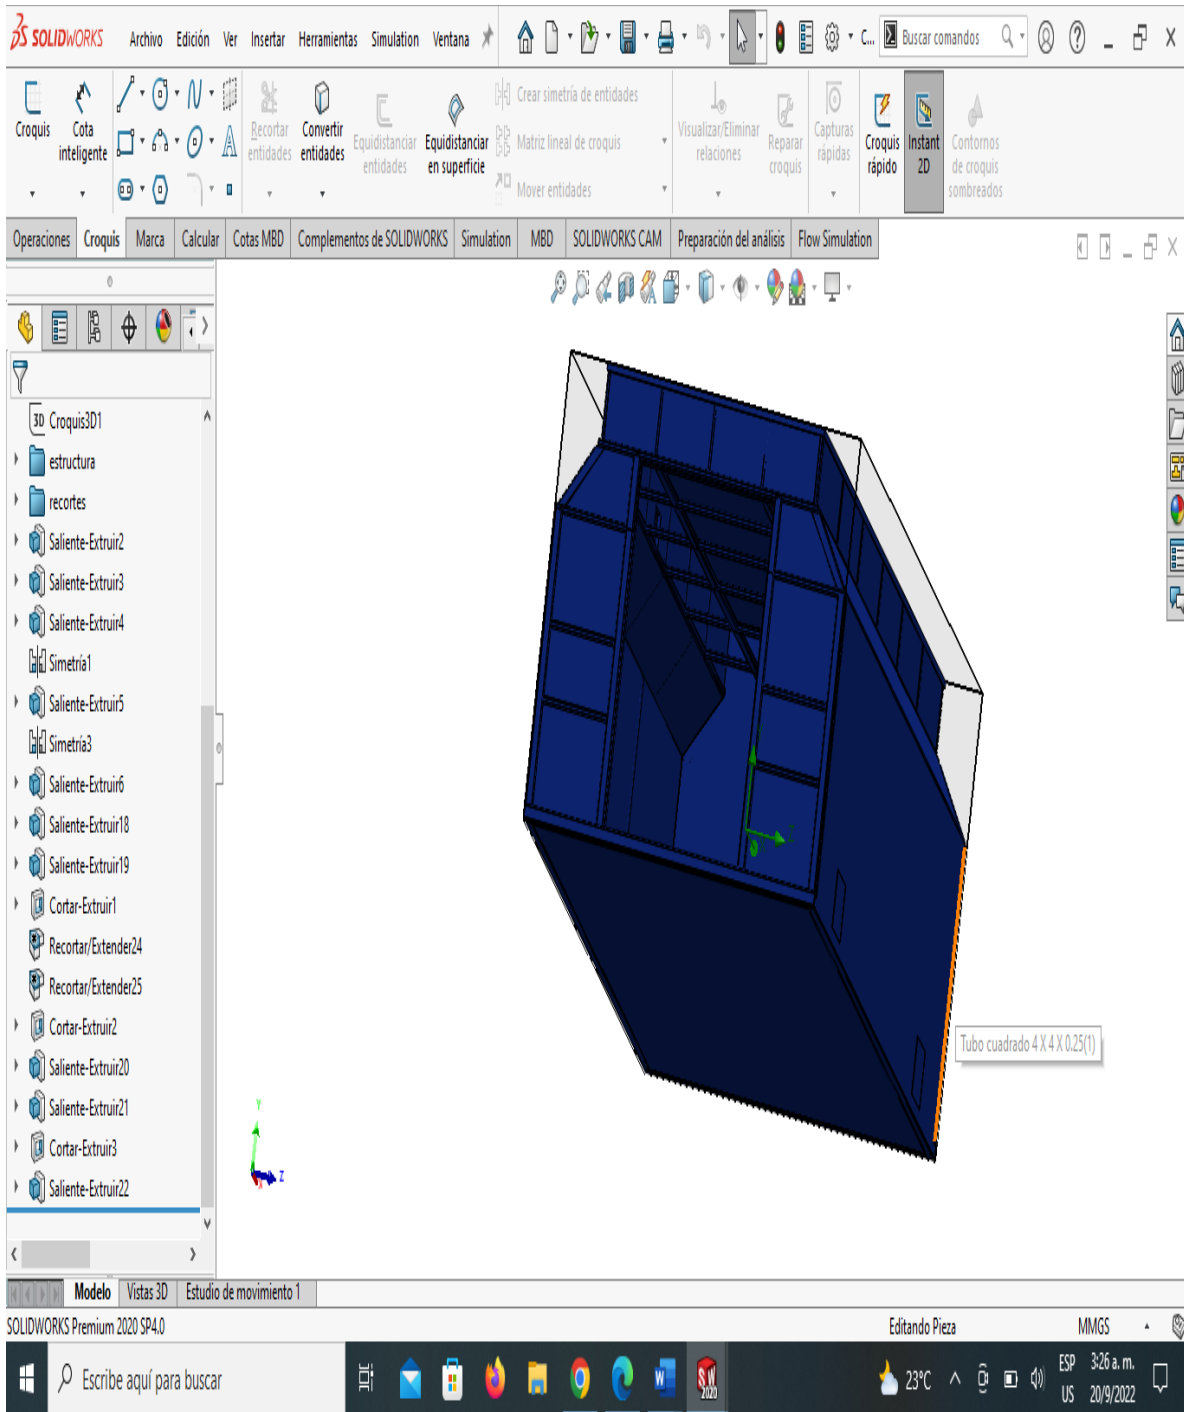 SOLIDWORKS Archivo Edición Ver Insertar Herramientas Simulation Ventana C... Buscar comandos
Croquis
Cota inteligente
Recortar entidades
Convertir entidades
Equidistanciar entidades
Equidistanciar en superficie
Crear simetría de entidades
Matriz lineal de croquis
Mover entidades
Visualizar/Eliminar relaciones
Reparar croquis
Capturas rápidas
Croquis rápido
Instant 2D
Contornos de croquis sombreados
Operaciones Croquis Marca Calcular Cotas MBD Complementos de SOLIDWORKS Simulation MBD SOLIDWORKS CAM Preparación del análisis Flow Simulation
3D Croquis3D1
estructura
recortes
Saliente-Extruir2
Saliente-Extruir3
Saliente-Extruir4
Simetría1
Saliente-Extruir5
Simetría3
Saliente-Extruir6
Saliente-Extruir18
Saliente-Extruir19
Cortar-Extruir1
Recortar/Extender24
Recortar/Extender25
Cortar-Extruir2
Saliente-Extruir20
Saliente-Extruir21
Cortar-Extruir3
Saliente-Extruir22
Tubo cuadrado 4 X 4 X 0.25(1)
Y
Z
Modelo Vistas 3D Estudio de movimiento 1
SOLIDWORKS Premium 2020 SP4.0 Editando Pieza MMGS
Escribe aquí para buscar
23°C
ESP 3:26 a. m.
US 20/9/2022